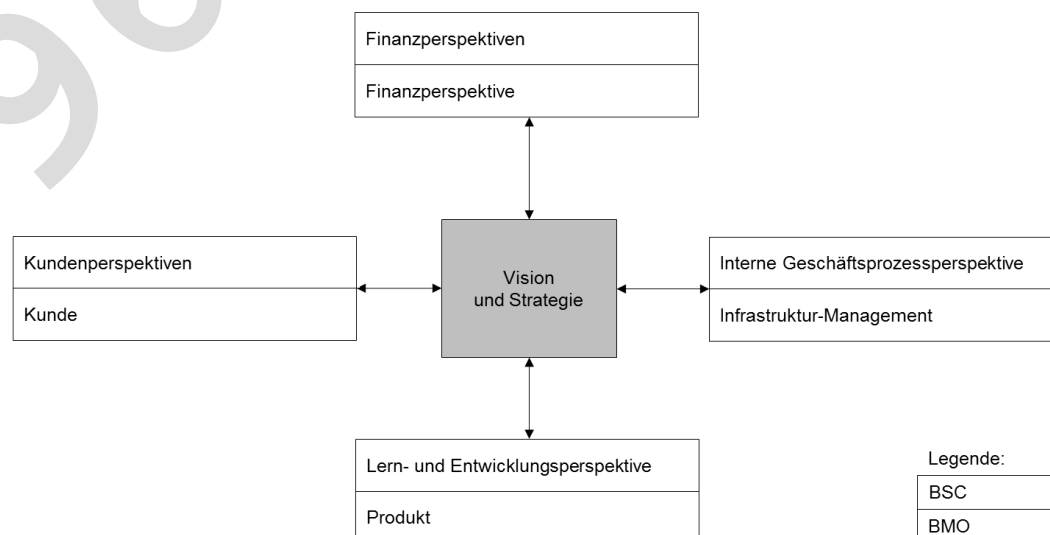 Finanzperspektiven
Finanzperspektive
Kundenperspektiven
Kunde
Vision
und Strategie
Interne Geschäftsprozessperspektive
Infrastruktur-Management
Lern- und Entwicklungsperspektive
Produkt
Legende:
BSC
BMO